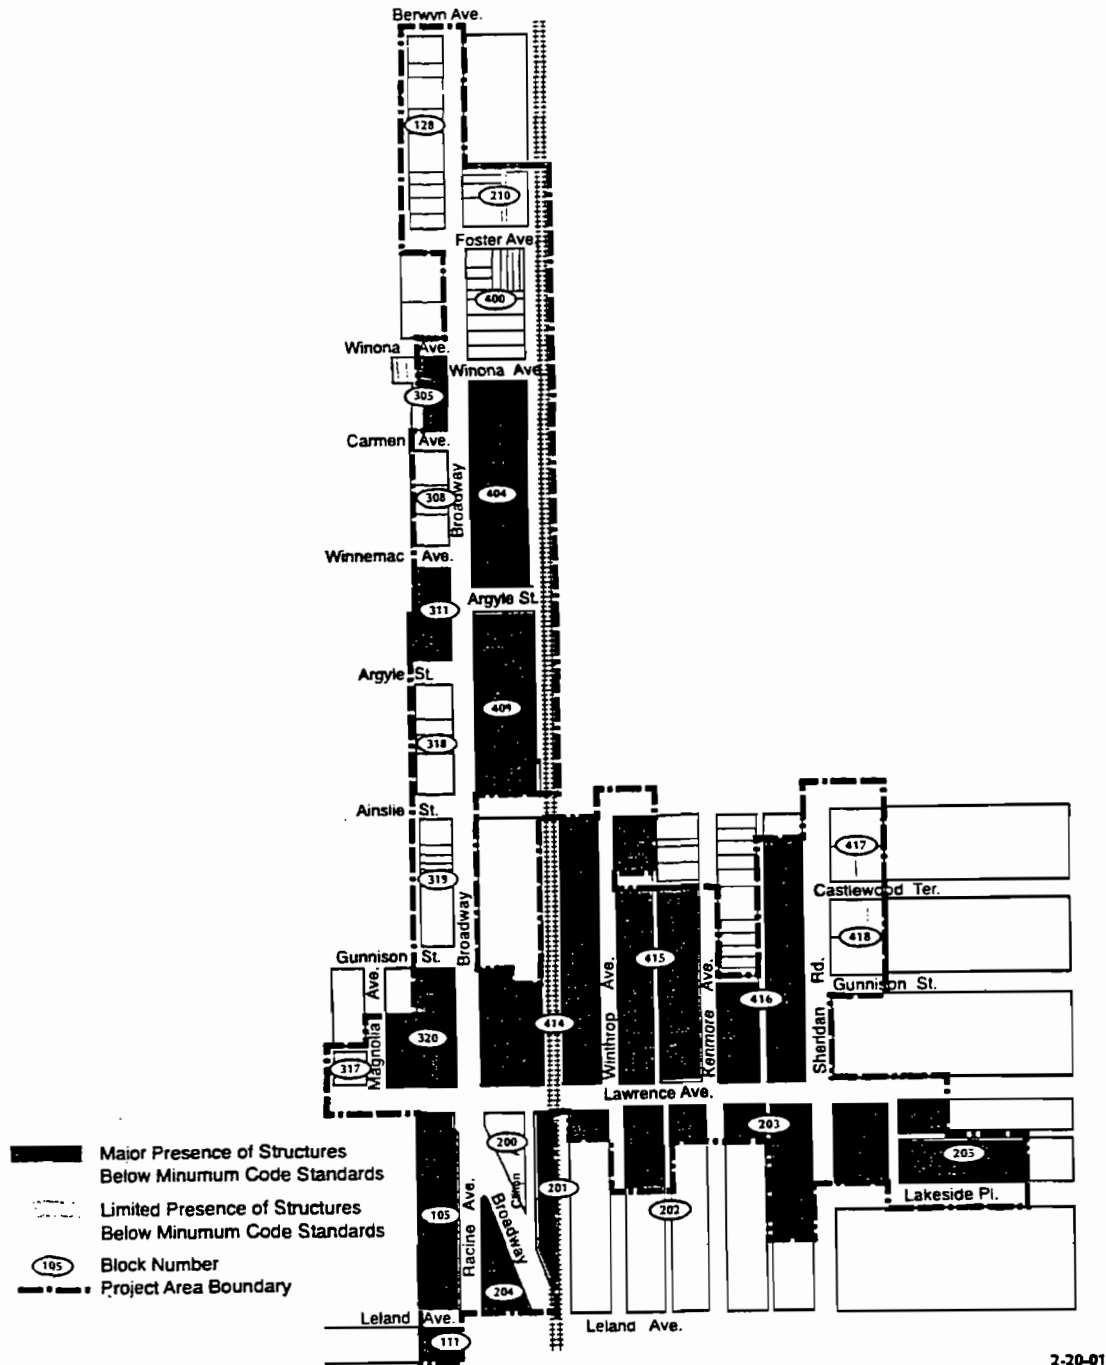 Berwyn Ave.
128
210
Foster Ave.
400
Winona Ave.
Winona Ave.
305
Carmen Ave.
Broadway
308
404
Winnemac Ave.
311
Argyle St.
Argyle St.
409
318
Ainslie St.
417
319
Castlewood Ter.
Broadway
418
415
Gunnison St.
Gunnison St.
Magnolia Ave.
Winthrop Ave.
Kenmore Ave.
Sheridan Rd.
416
414
320
317
Lawrence Ave.
200
203
205
Clifton
201
Lakeside Pl.
202
105
Racine Ave.
Broadway
204
Leland Ave.
Leland Ave.
111
Major Presence of Structures
Below Minumum Code Standards
Limited Presence of Structures
Below Minumum Code Standards
105 Block Number
Project Area Boundary
2-20-01